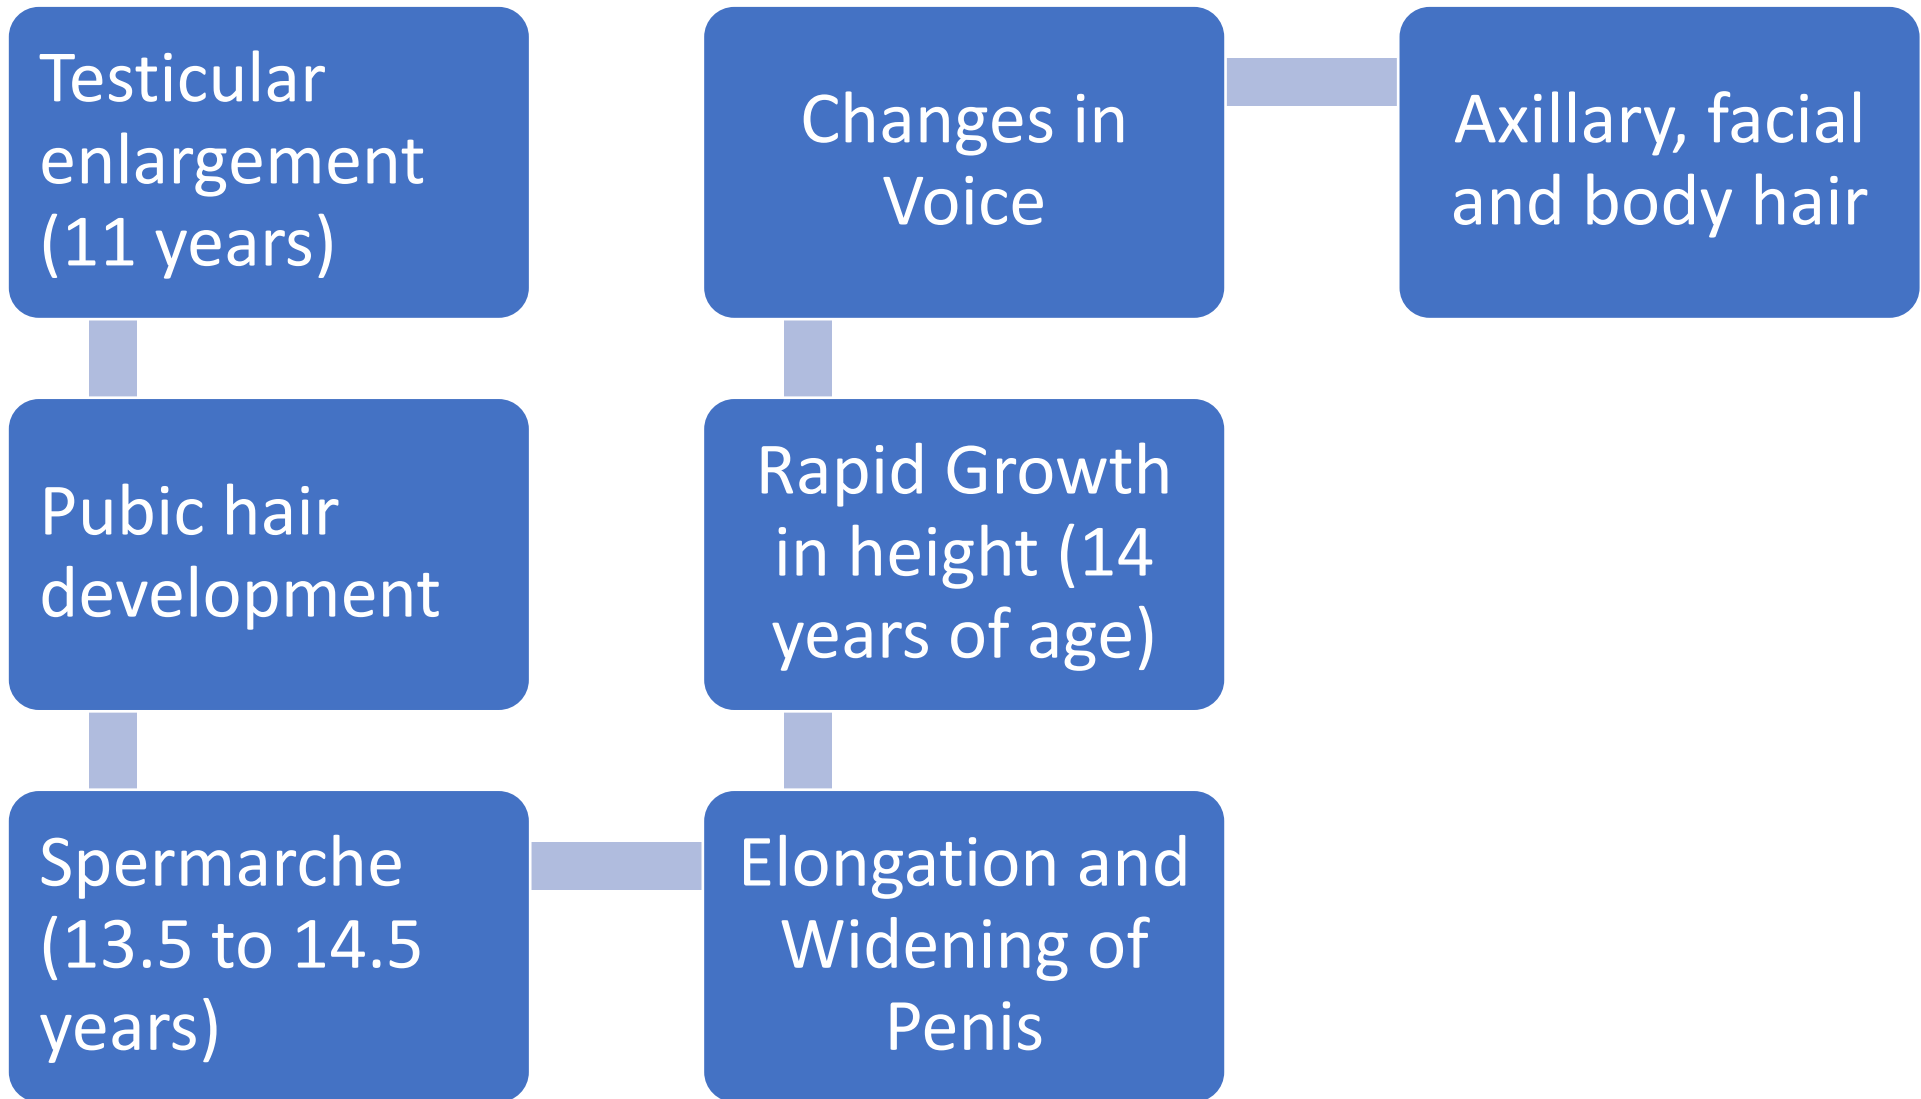 Testicular
enlargement
(11 years)
Pubic hair
development
Spermarche
(13.5 to 14.5
years)
Elongation and
Widening of
Penis
Rapid Growth
in height (14
years of age)
Changes in
Voice
Axillary, facial
and body hair